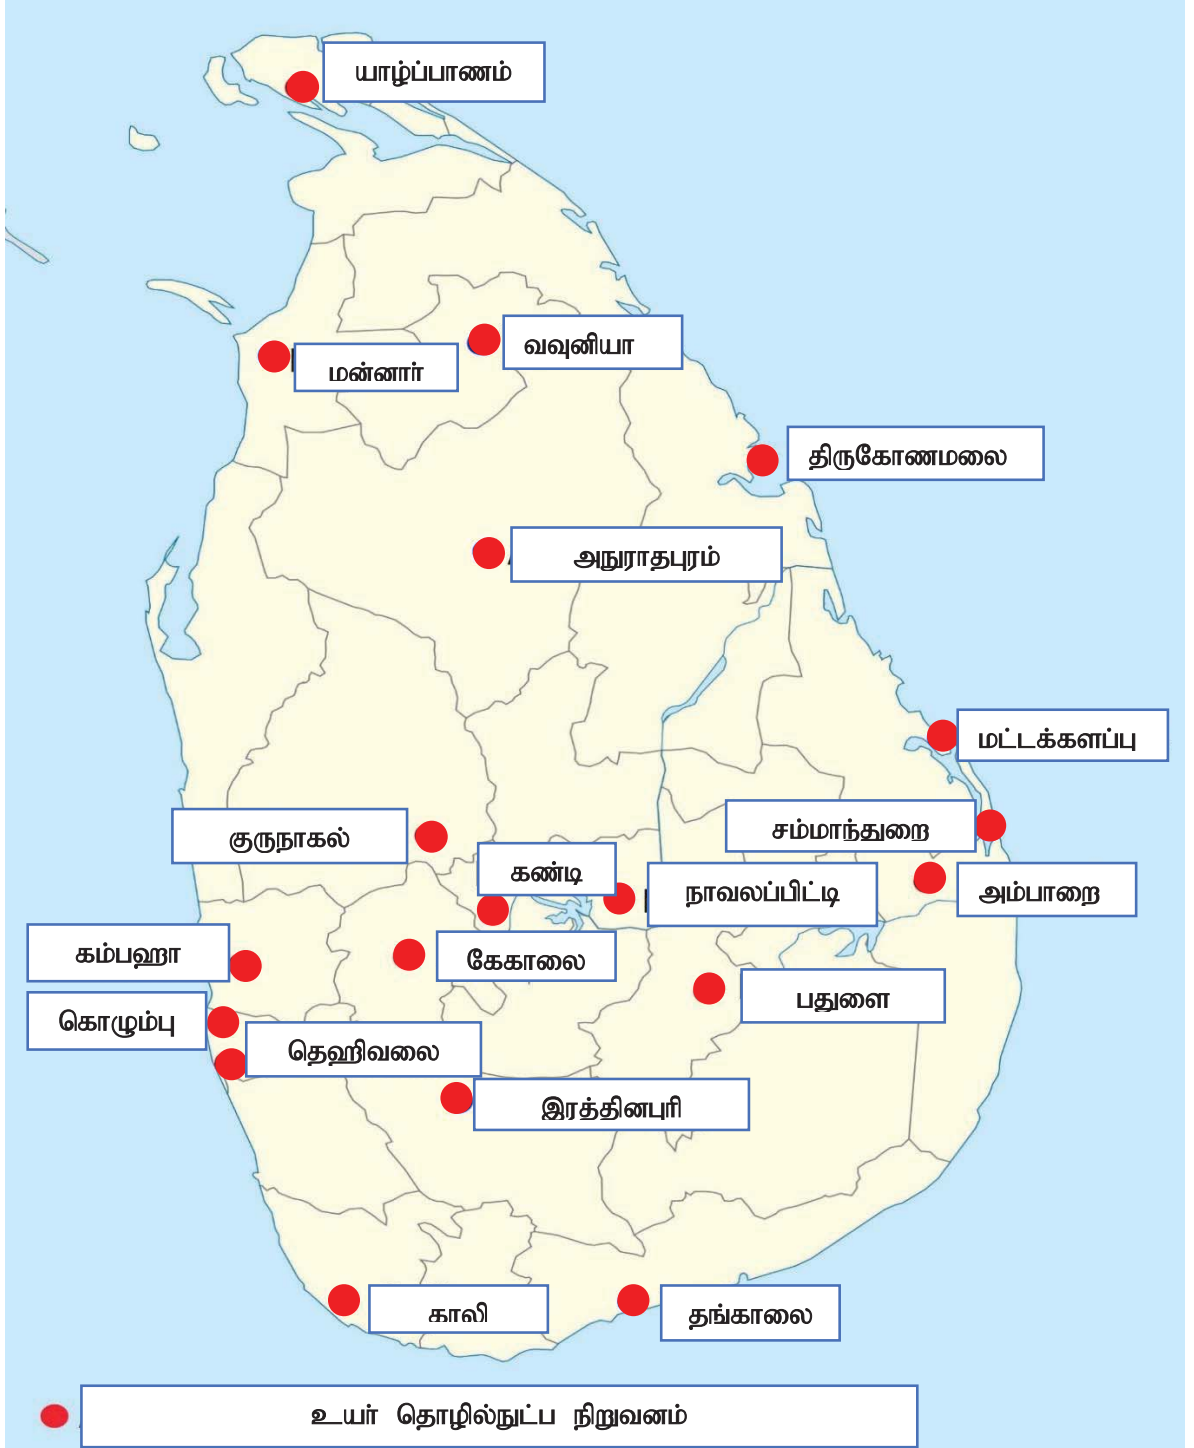 யாழ்ப்பாணம்
வவுனியா
மன்னார்
திருகோணமலை
அநுராதபுரம்
மட்டக்களப்பு
சம்மாந்துறை
குருநாகல்
கண்டி
நாவலப்பிட்டி
அம்பாறை
கம்பஹா
கேகாலை
பதுளை
கொழும்பு
தெஹிவலை
இரத்தினபுரி
காலி
தங்காலை
உயர் தொழில்நுட்ப நிறுவனம்